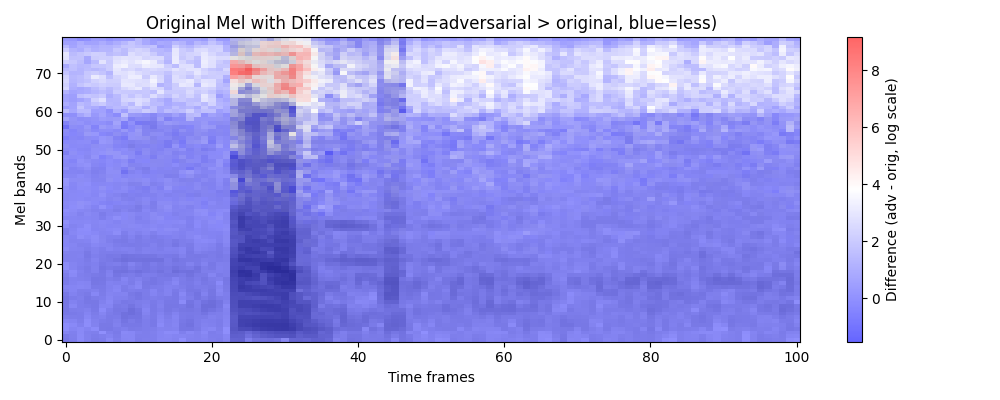 Original Mel with Differences (red=adversarial > original, blue=less)
Mel bands
70
60
50
40
30
20
10
0
0 20 40 60 80 100
Time frames
8
6
4
2
0
Difference (adv - orig, log scale)